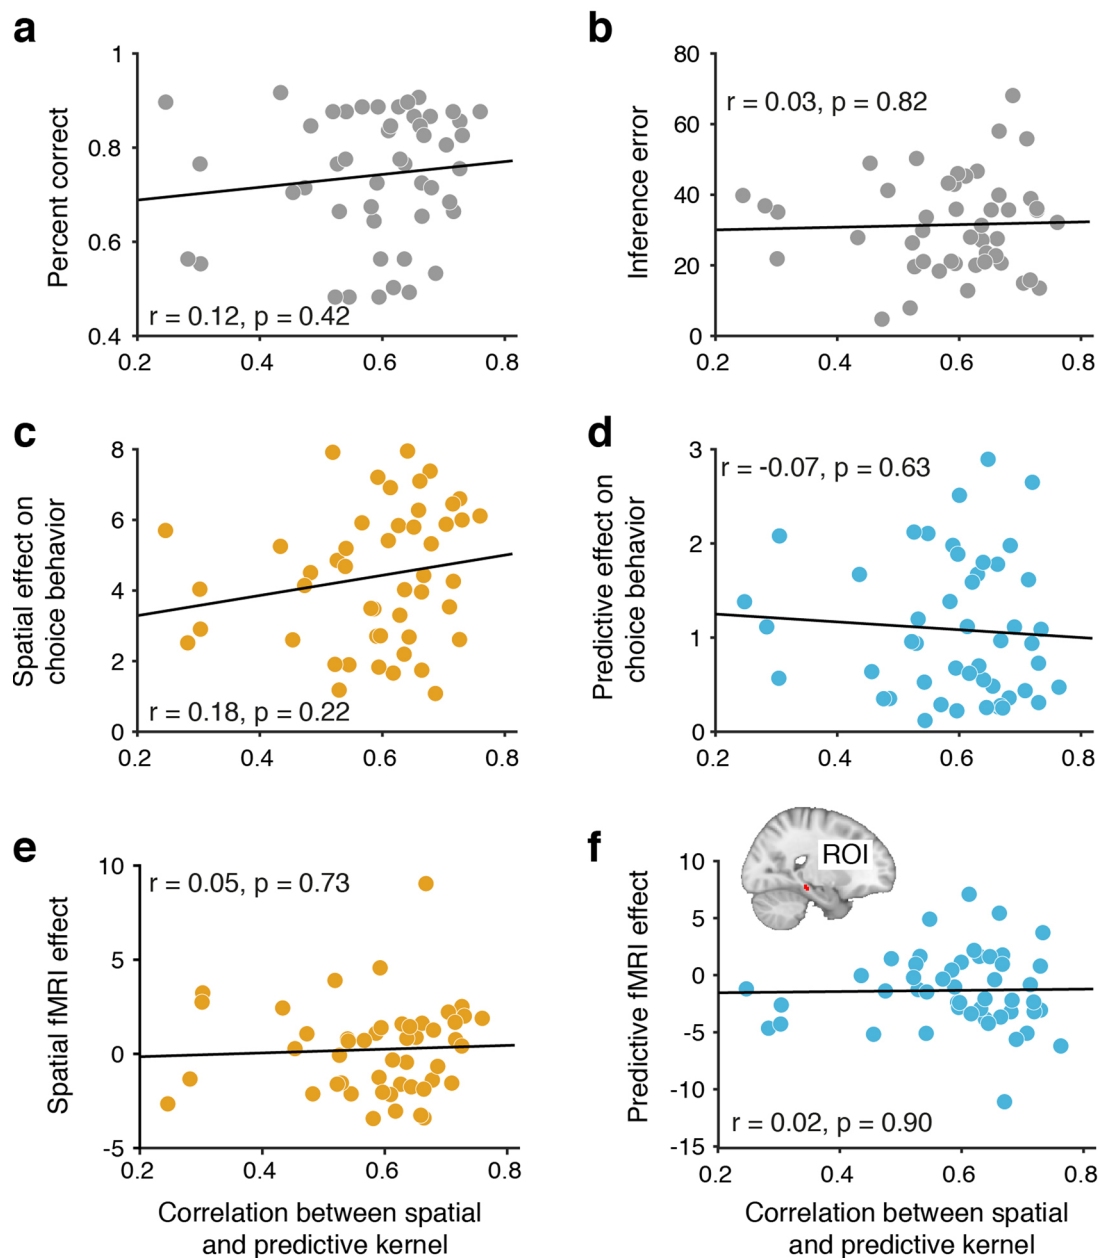 a
1
0.8
0.6
0.4
Percent correct
r = 0.12, p = 0.42
0.2
0.4
0.6
0.8
b
80
60
40
20
0
Inference error
r = 0.03, p = 0.82
0.2
0.4
0.6
0.8
c
8
6
4
2
0
Spatial effect on
choice behavior
r = 0.18, p = 0.22
0.2
0.4
0.6
0.8
d
3
2
1
0
Predictive effect on
choice behavior
r = -0.07, p = 0.63
0.2
0.4
0.6
0.8
e
10
5
0
-5
Spatial fMRI effect
r = 0.05, p = 0.73
0.2
0.4
0.6
0.8
Correlation between spatial
and predictive kernel
f
10
5
0
-5
-10
-15
Predictive fMRI effect
ROI
r = 0.02, p = 0.90
0.2
0.4
0.6
0.8
Correlation between spatial
and predictive kernel